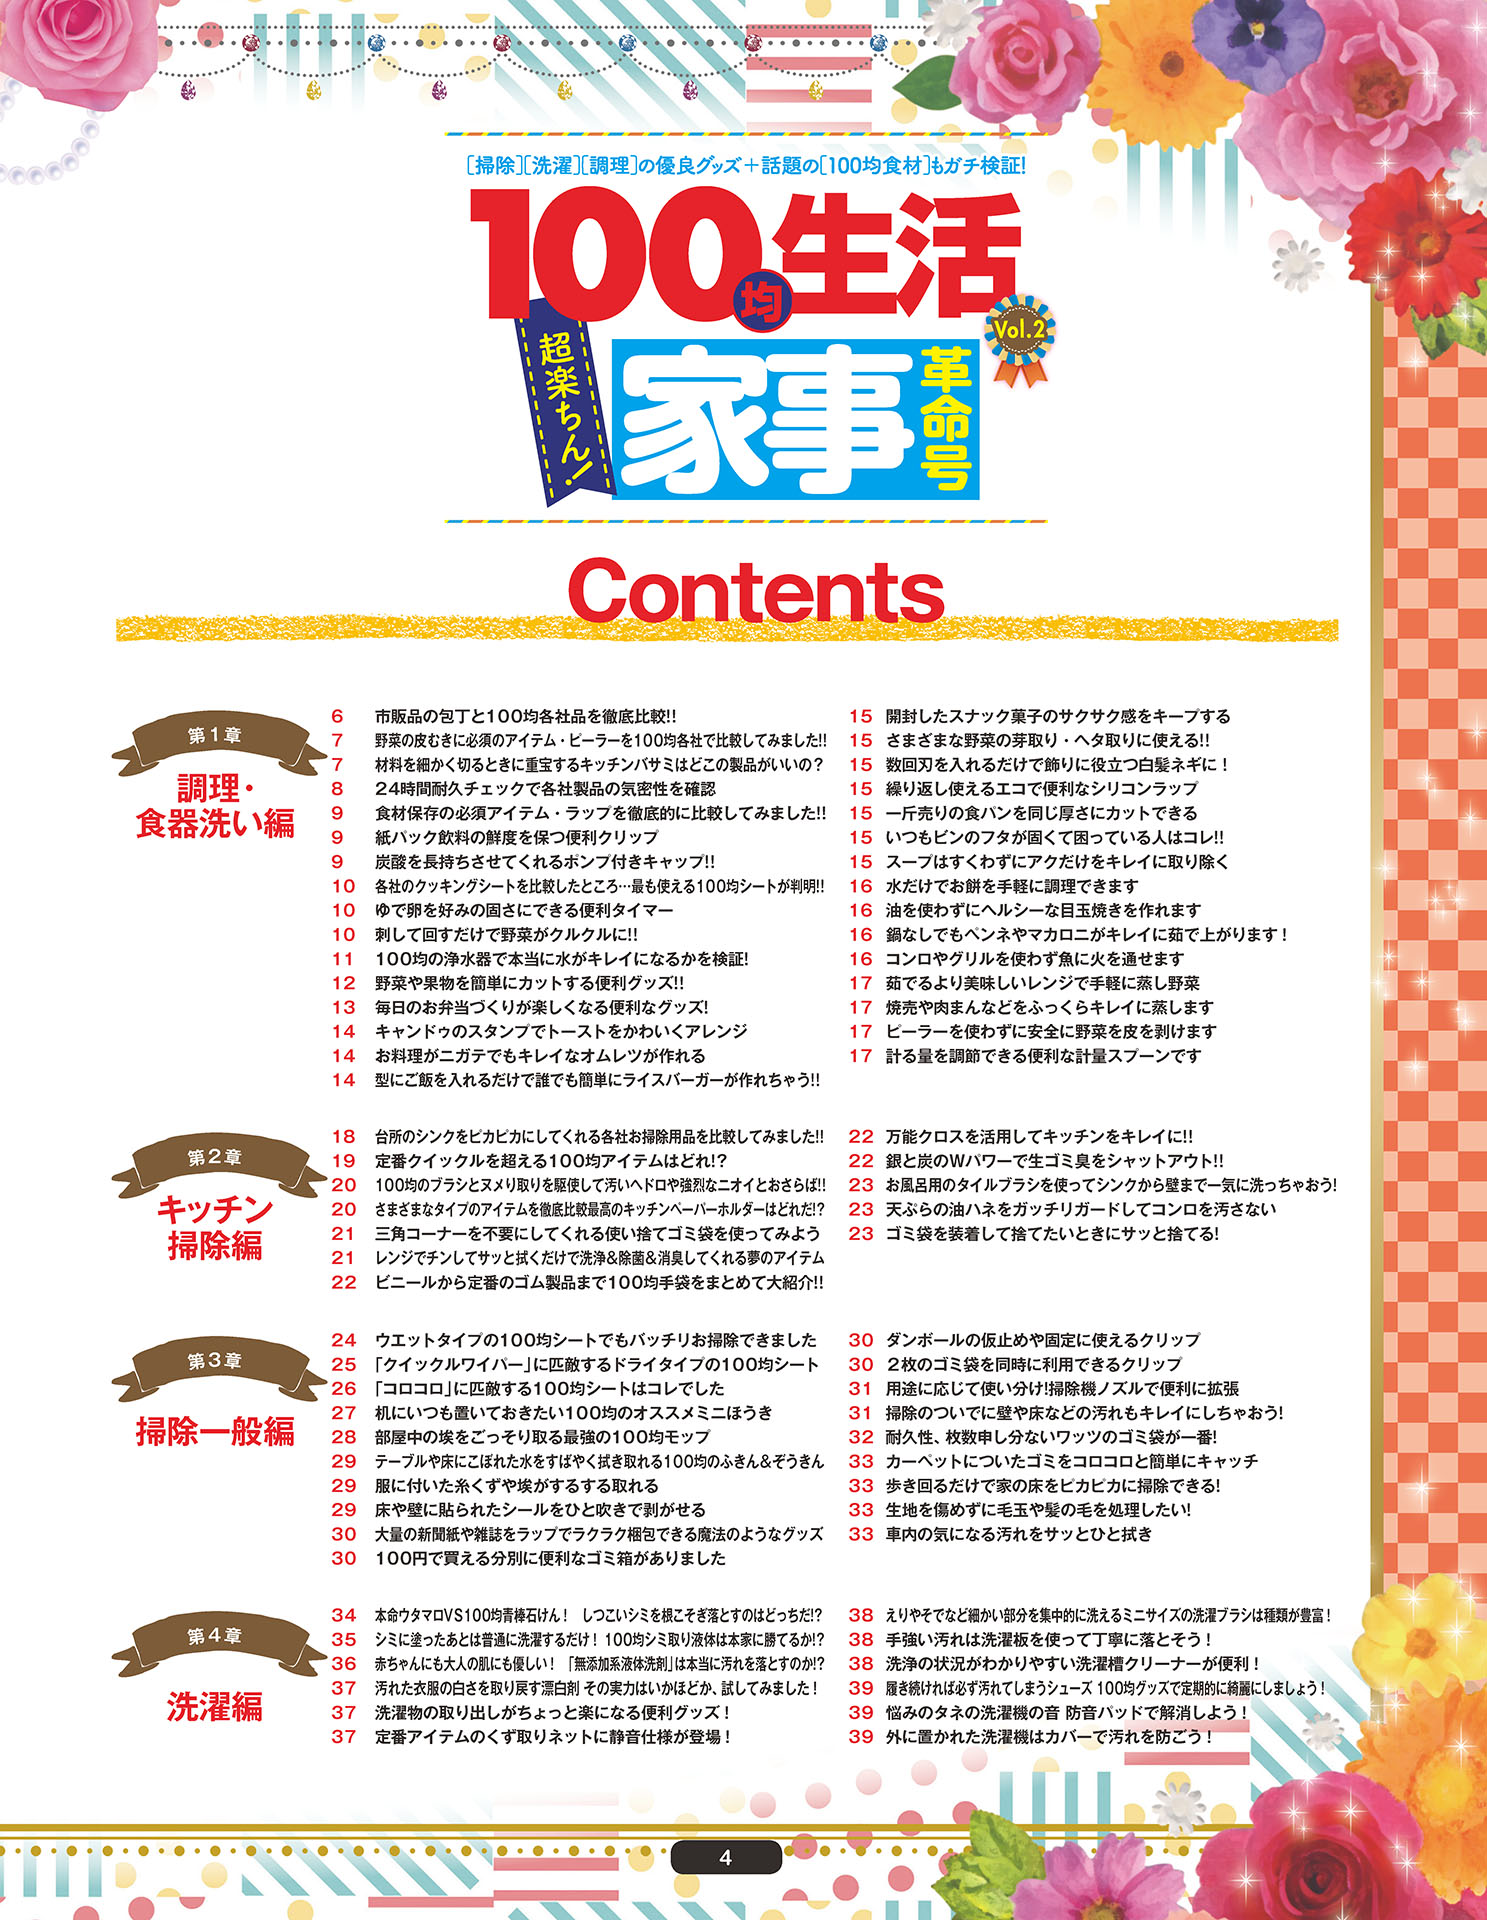 [掃除][洗濯][調理]の優良グッズ＋話題の[100均食材]もガチ検証!
100均生活
Vol.2
超楽ちん!
家事
革命号
Contents
第1章
調理・
食器洗い編
6 市販品の包丁と100均各社品を徹底比較!!
7 野菜の皮むきに必須のアイテム・ピーラーを100均各社で比較してみました!!
7 材料を細かく切るときに重宝するキッチンバサミはどこの製品がいいの？
8 24時間耐久チェックで各社製品の気密性を確認
9 食材保存の必須アイテム・ラップを徹底的に比較してみました!!
9 紙パック飲料の鮮度を保つ便利クリップ
9 炭酸を長持ちさせてくれるポンプ付きキャップ!!
10 各社のクッキングシートを比較したところ…最も使える100均シートが判明!!
10 ゆで卵を好みの固さにできる便利タイマー
10 刺して回すだけで野菜がクルクルに!!
11 100均の浄水器で本当に水がキレイになるかを検証!
12 野菜や果物を簡単にカットする便利グッズ!!
13 毎日のお弁当づくりが楽しくなる便利なグッズ!
14 キャンドゥのスタンプでトーストをかわいくアレンジ
14 お料理がニガテでもキレイなオムレツが作れる
14 型にご飯を入れるだけで誰でも簡単にライスバーガーが作れちゃう!!
15 開封したスナック菓子のサクサク感をキープする
15 さまざまな野菜の芽取り・ヘタ取りに使える!!
15 数回刃を入れるだけで飾りに役立つ白髪ネギに！
15 繰り返し使えるエコで便利なシリコンラップ
15 一斤売りの食パンを同じ厚さにカットできる
15 いつもビンのフタが固くて困っている人はコレ!!
15 スープはすくわずにアクだけをキレイに取り除く
16 水だけでお餅を手軽に調理できます
16 油を使わずにヘルシーな目玉焼きを作れます
16 鍋なしでもペンネやマカロニがキレイに茹で上がります！
16 コンロやグリルを使わず魚に火を通せます
17 茹でるより美味しいレンジで手軽に蒸し野菜
17 焼売や肉まんなどをふっくらキレイに蒸します
17 ピーラーを使わずに安全に野菜を皮を剥けます
17 計る量を調節できる便利な計量スプーンです
第2章
キッチン
掃除編
18 台所のシンクをピカピカにしてくれる各社お掃除用品を比較してみました!!
19 定番クイックルを超える100均アイテムはどれ!?
20 100均のブラシとヌメり取りを駆使して汚いヘドロや強烈なニオイとおさらば!!
20 さまざまなタイプのアイテムを徹底比較最高のキッチンペーパーホルダーはどれだ!?
21 三角コーナーを不要にしてくれる使い捨てゴミ袋を使ってみよう
21 レンジでチンしてサッと拭くだけで洗浄&除菌&消臭してくれる夢のアイテム
22 ビニールから定番のゴム製品まで100均手袋をまとめて大紹介!!
22 万能クロスを活用してキッチンをキレイに!!
22 銀と炭のWパワーで生ゴミ臭をシャットアウト!!
23 お風呂用のタイルブラシを使ってシンクから壁まで一気に洗っちゃおう!
23 天ぷらの油ハネをガッチリガードしてコンロを汚さない
23 ゴミ袋を装着して捨てたいときにサッと捨てる!
第3章
掃除一般編
24 ウエットタイプの100均シートでもバッチリお掃除できました
25 「クイックルワイパー」に匹敵するドライタイプの100均シート
26 「コロコロ」に匹敵する100均シートはコレでした
27 机にいつも置いておきたい100均のオススメミニほうき
28 部屋中の埃をごっそり取る最強の100均モップ
29 テーブルや床にこぼれた水をすばやく拭き取れる100均のふきん&ぞうきん
29 服に付いた糸くずや埃がするする取れる
29 床や壁に貼られたシールをひと吹きで剥がせる
30 大量の新聞紙や雑誌をラップでラクラク梱包できる魔法のようなグッズ
30 100円で買える分別に便利なゴミ箱がありました
30 ダンボールの仮止めや固定に使えるクリップ
30 2枚のゴミ袋を同時に利用できるクリップ
31 用途に応じて使い分け!掃除機ノズルで便利に拡張
31 掃除のついでに壁や床などの汚れもキレイにしちゃおう!
32 耐久性、枚数申し分ないワッツのゴミ袋が一番!
33 カーペットについたゴミをコロコロと簡単にキャッチ
33 歩き回るだけで家の床をピカピカに掃除できる!
33 生地を傷めずに毛玉や髪の毛を処理したい!
33 車内の気になる汚れをサッとひと拭き
第4章
洗濯編
34 本命ウタマロVS100均青棒石けん！ しつこいシミを根こそぎ落とすのはどっちだ!?
35 シミに塗ったあとは普通に洗濯するだけ！ 100均シミ取り液体は本家に勝てるか!?
36 赤ちゃんにも大人の肌にも優しい！ 「無添加系液体洗剤」は本当に汚れを落とすのか!?
37 汚れた衣服の白さを取り戻す漂白剤 その実力はいかほどか、試してみました！
37 洗濯物の取り出しがちょっと楽になる便利グッズ！
37 定番アイテムのくず取りネットに静音仕様が登場！
38 えりやそでなど細かい部分を集中的に洗えるミニサイズの洗濯ブラシは種類が豊富！
38 手強い汚れは洗濯板を使って丁寧に落とそう！
38 洗浄の状況がわかりやすい洗濯槽クリーナーが便利！
39 履き続ければ必ず汚れてしまうシューズ 100均グッズで定期的に綺麗にしましょう！
39 悩みのタネの洗濯機の音 防音パッドで解消しよう！
39 外に置かれた洗濯機はカバーで汚れを防ごう！
4